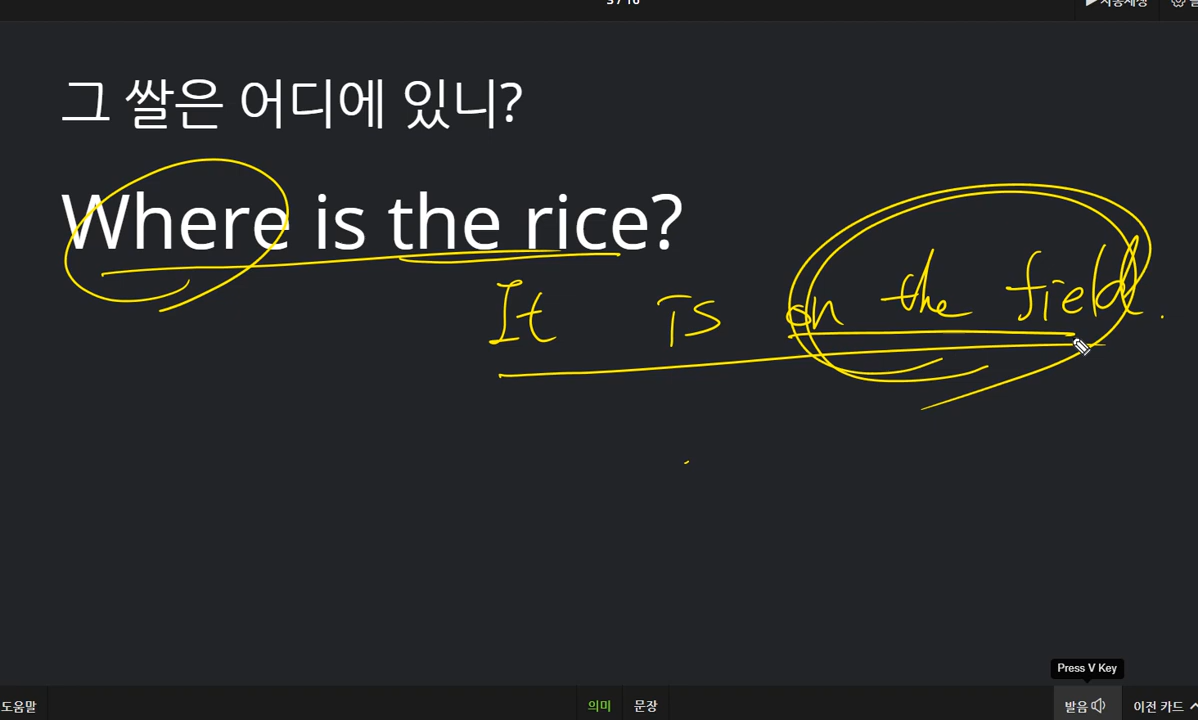 그 쌀은 어디에 있니?
Where is the rice?
It is on the field.
Press V Key
도움말 의미 문장 발음 이전 카드